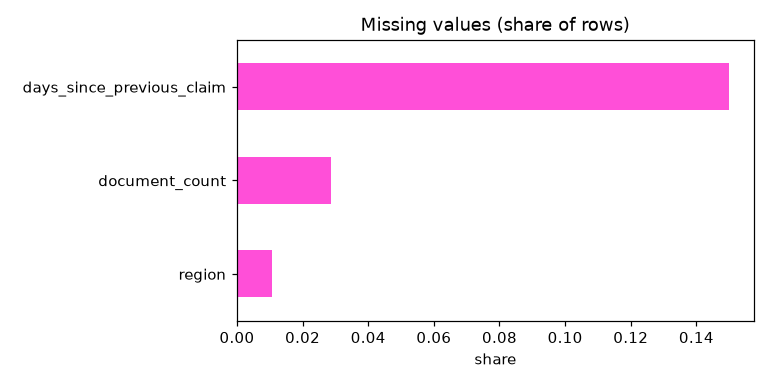 Missing values (share of rows)
days_since_previous_claim
document_count
region
0.00 0.02 0.04 0.06 0.08 0.10 0.12 0.14
share